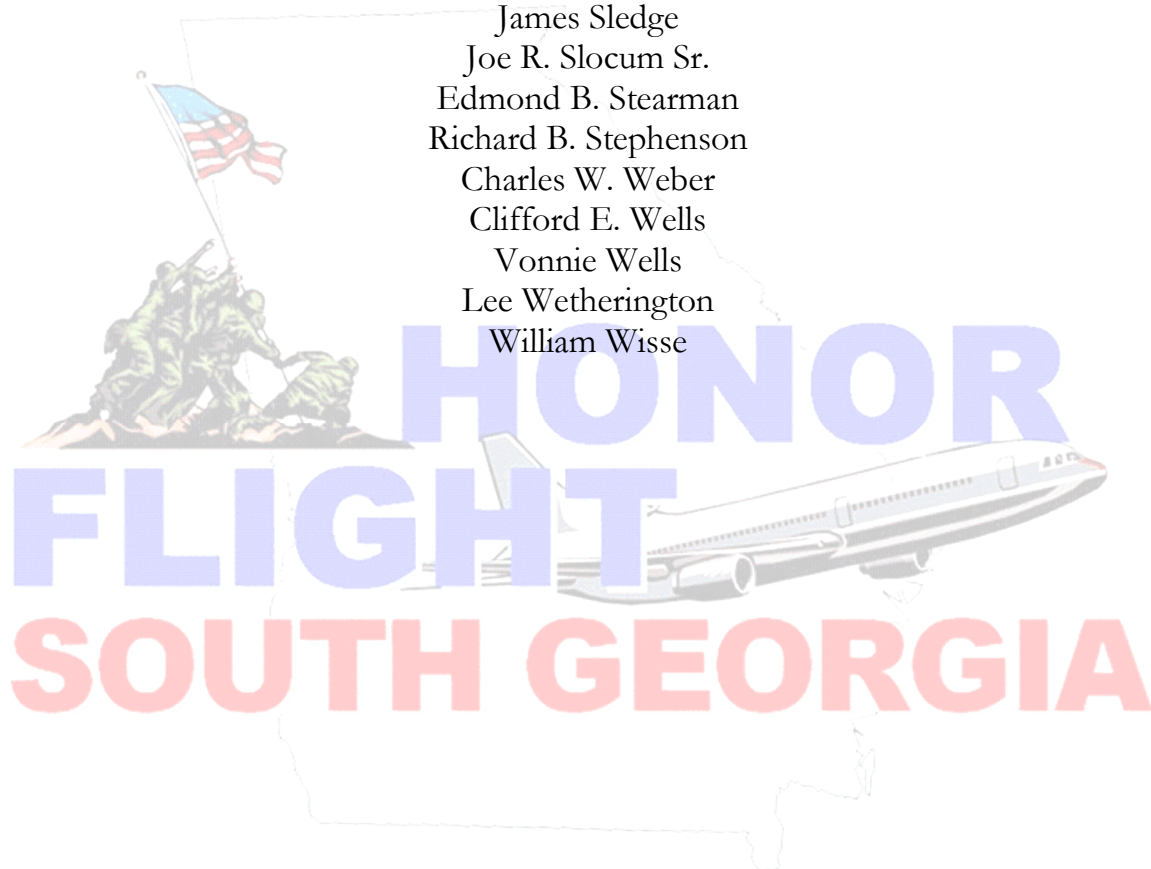 James Sledge
Joe R. Slocum Sr.
Edmond B. Stearman
Richard B. Stephenson
Charles W. Weber
Clifford E. Wells
Vonnie Wells
Lee Wetherington
William Wisse
HONOR
FLIGHT
SOUTH GEORGIA